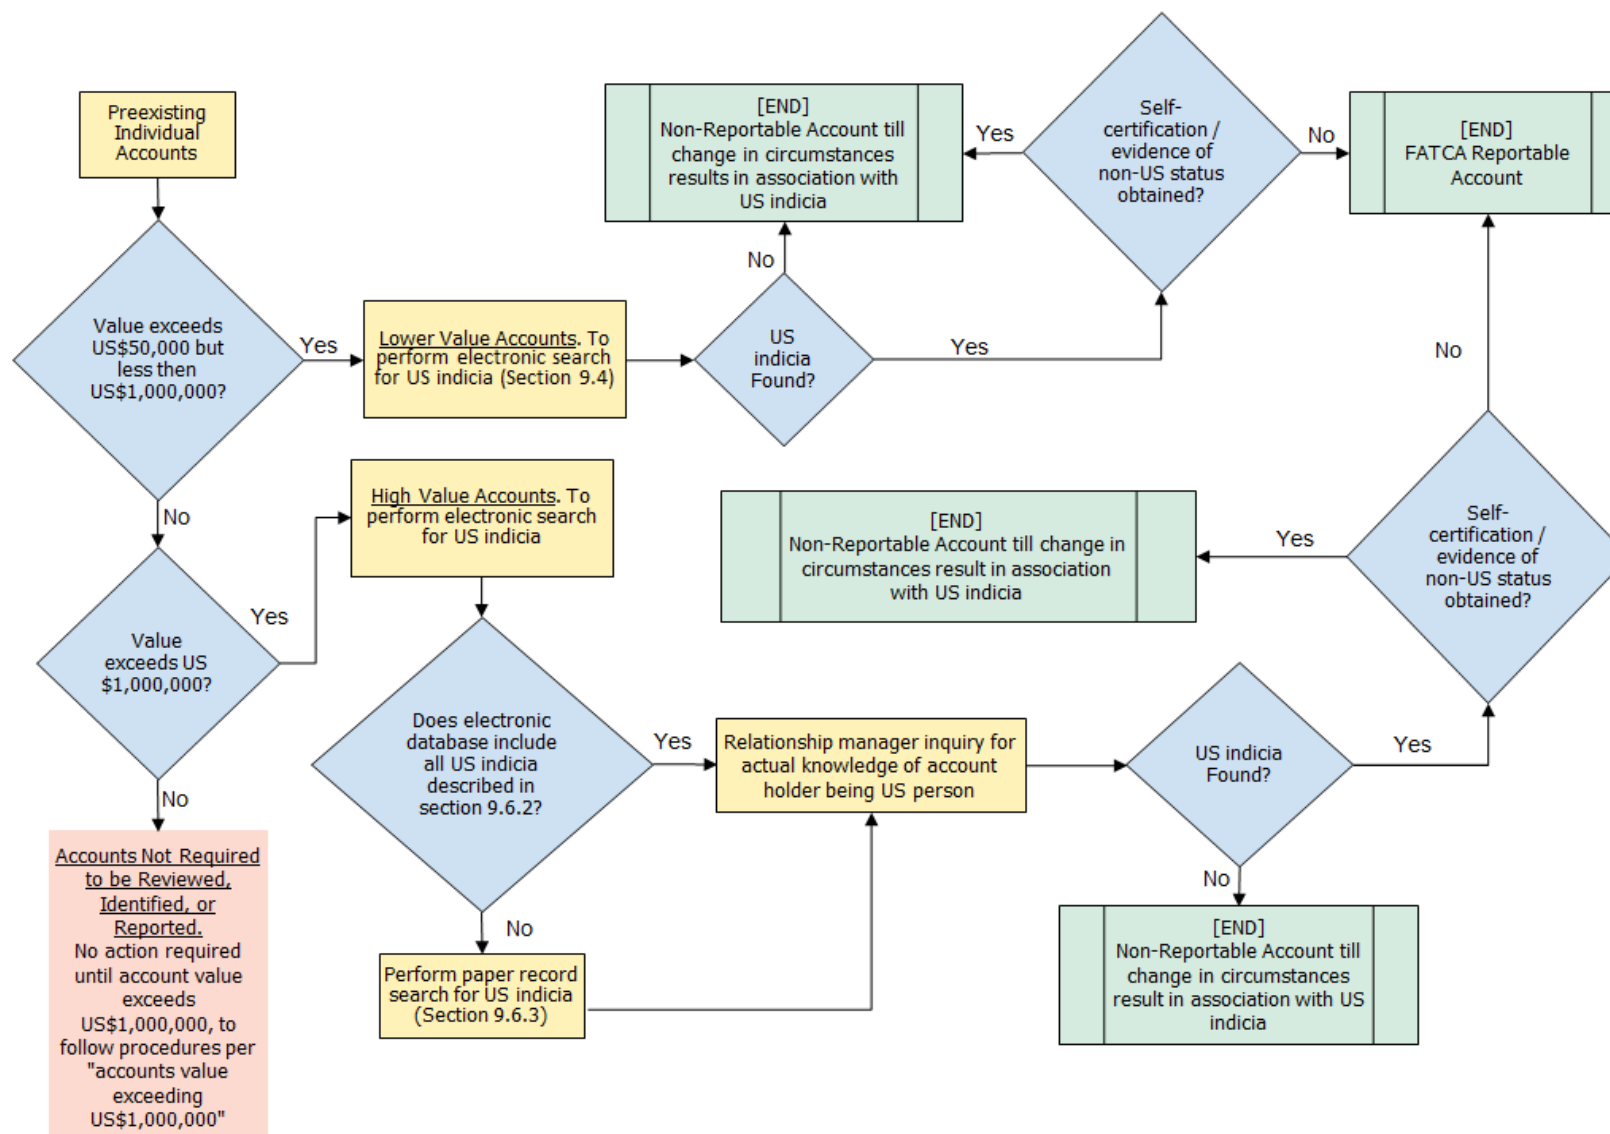 Preexisting
Individual
Accounts
Value exceeds
US$50,000 but
less then
US$1,000,000?
Yes
Lower Value Accounts. To
perform electronic search
for US indicia (Section 9.4)
US
indicia
Found?
No
[END]
Non-Reportable Account till
change in circumstances
results in association with
US indicia
Yes
Yes
Self-
certification /
evidence of
non-US status
obtained?
No
[END]
FATCA Reportable
Account
No
No
Value
exceeds US
$1,000,000?
Yes
High Value Accounts. To
perform electronic search
for US indicia
Does electronic
database include
all US indicia
described in
section 9.6.2?
Yes
Relationship manager inquiry for
actual knowledge of account
holder being US person
No
Perform paper record
search for US indicia
(Section 9.6.3)
US indicia
Found?
Yes
No
[END]
Non-Reportable Account till
change in circumstances
result in association with US
indicia
Self-
certification /
evidence of
non-US status
obtained?
Yes
[END]
Non-Reportable Account till change in
circumstances result in association
with US indicia
No
Accounts Not Required
to be Reviewed,
Identified, or
Reported.
No action required
until account value
exceeds
US$1,000,000, to
follow procedures per
"accounts value
exceeding
US$1,000,000"